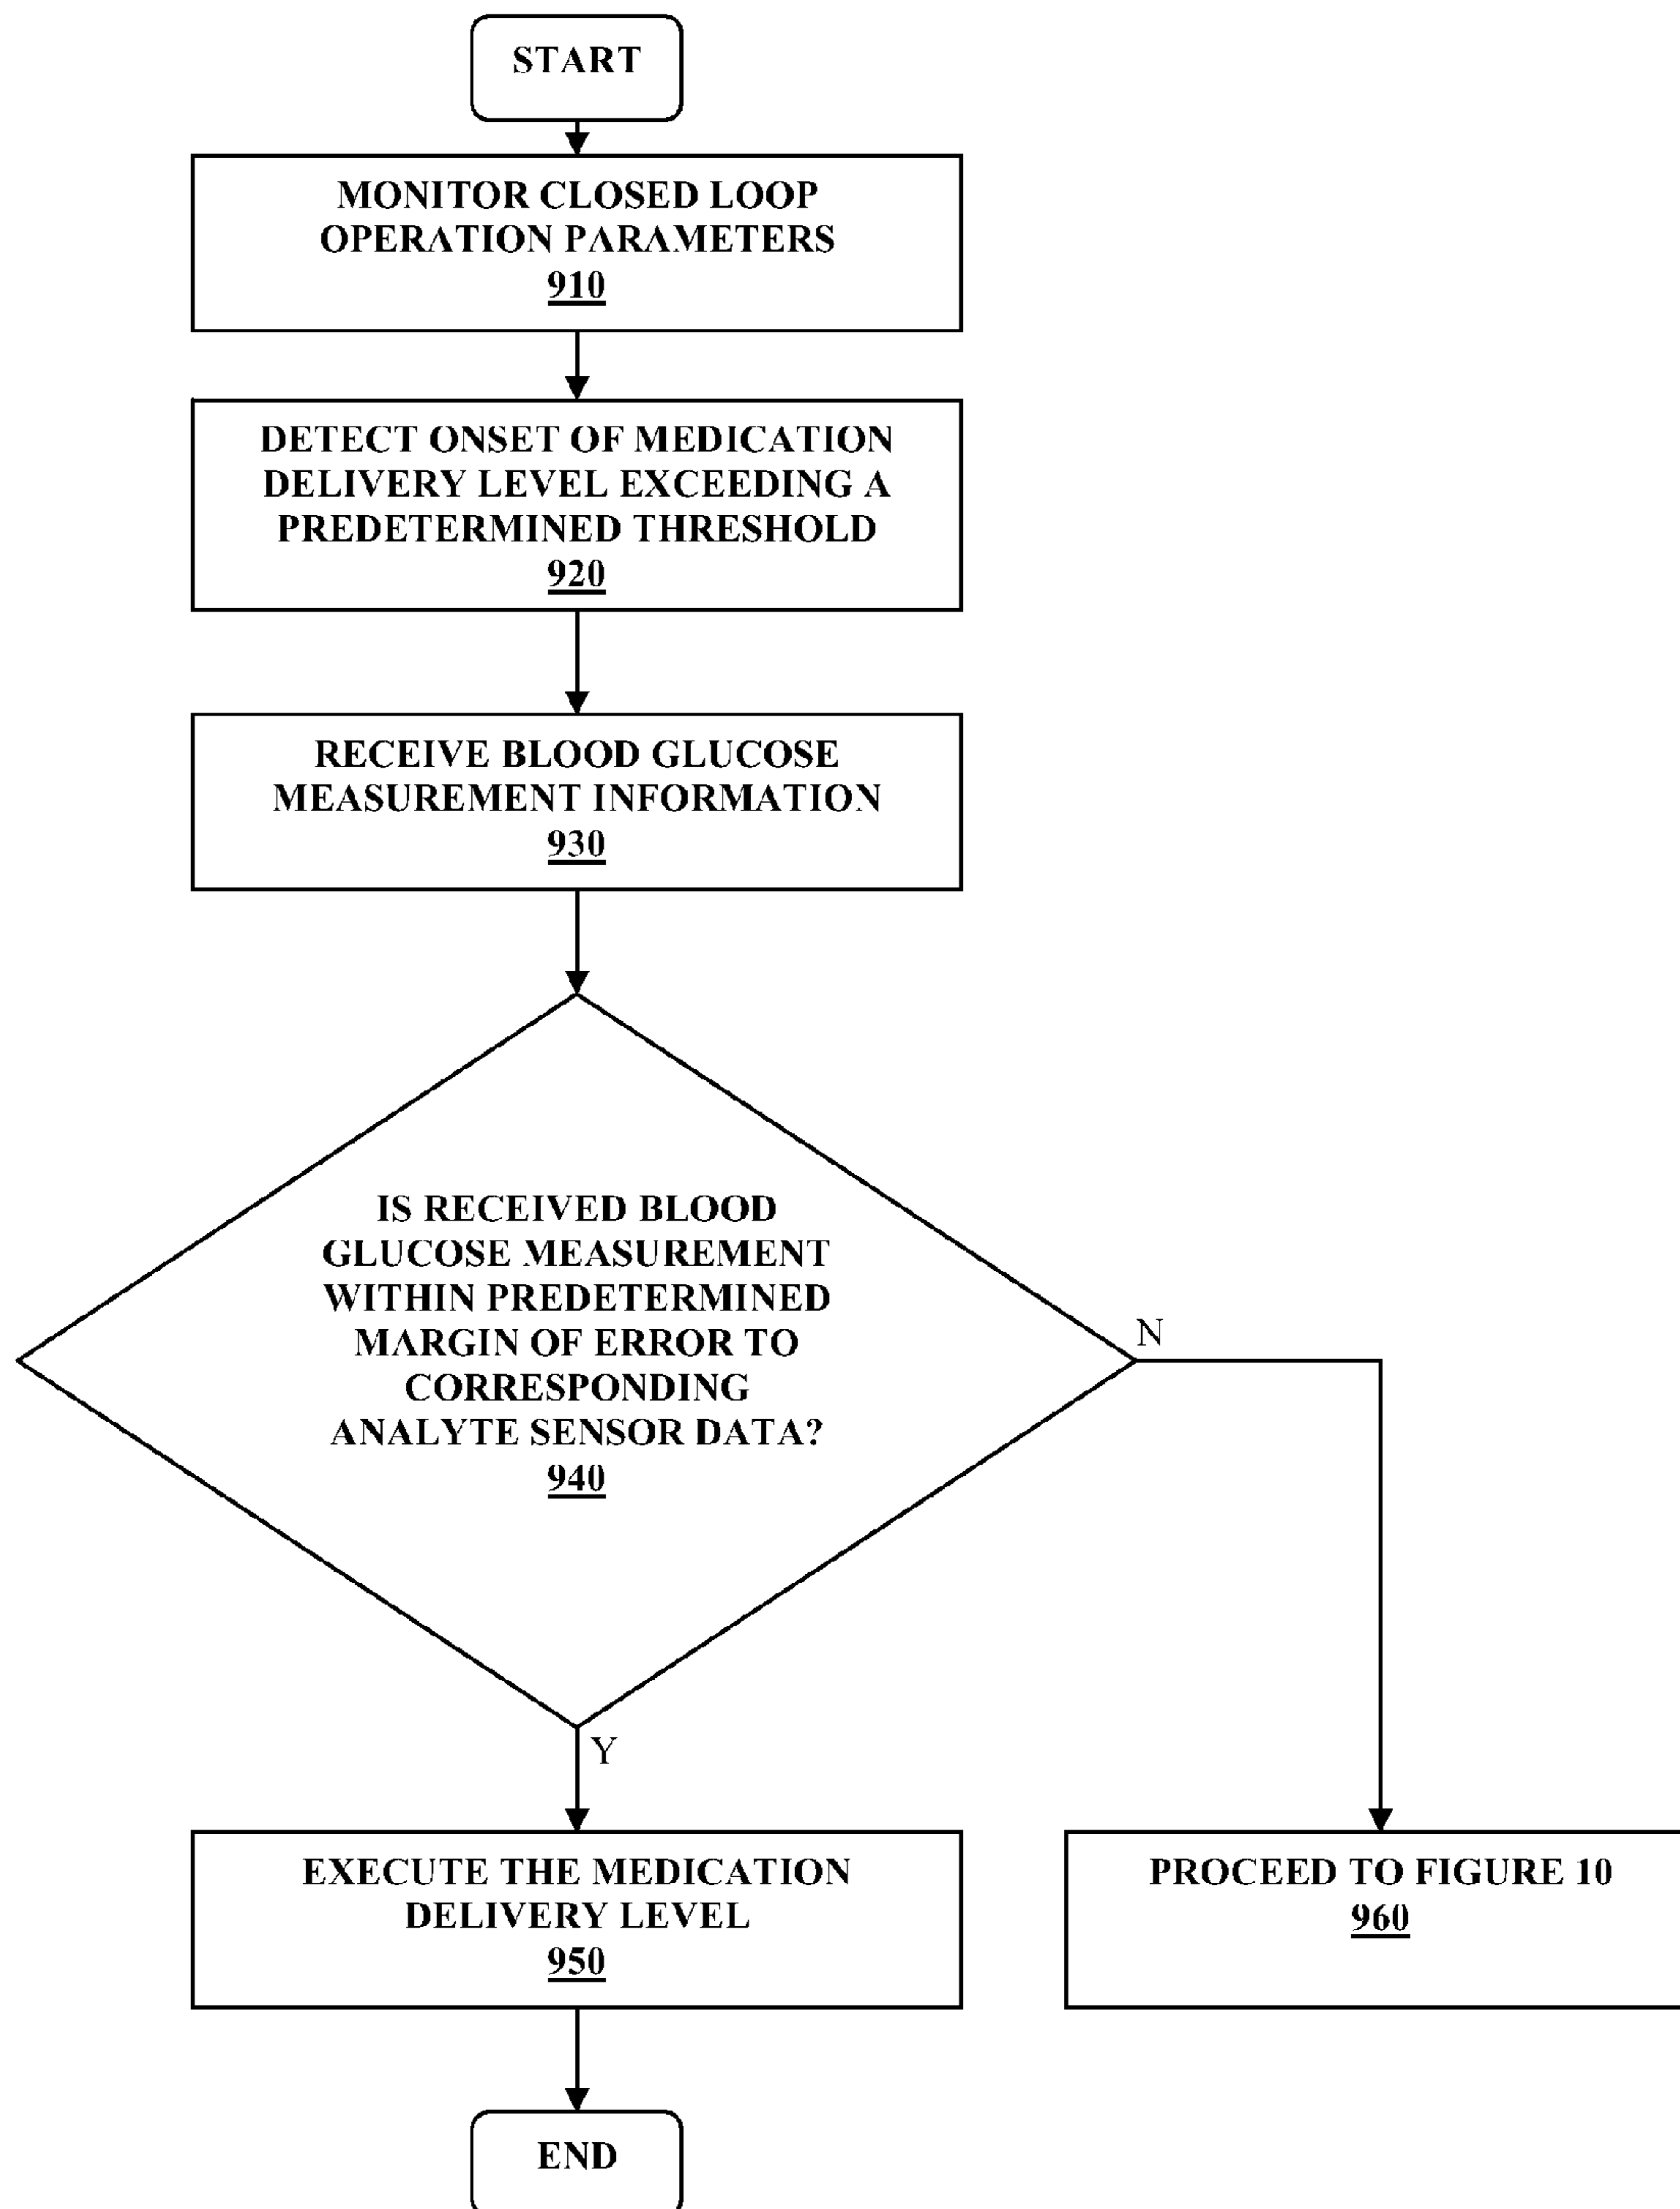 START
MONITOR CLOSED LOOP
OPERATION PARAMETERS
910
DETECT ONSET OF MEDICATION
DELIVERY LEVEL EXCEEDING A
PREDETERMINED THRESHOLD
920
RECEIVE BLOOD GLUCOSE
MEASUREMENT INFORMATION
930
IS RECEIVED BLOOD
GLUCOSE MEASUREMENT
WITHIN PREDETERMINED
MARGIN OF ERROR TO
CORRESPONDING
ANALYTE SENSOR DATA?
940
N
Y
EXECUTE THE MEDICATION
DELIVERY LEVEL
950
PROCEED TO FIGURE 10
960
END